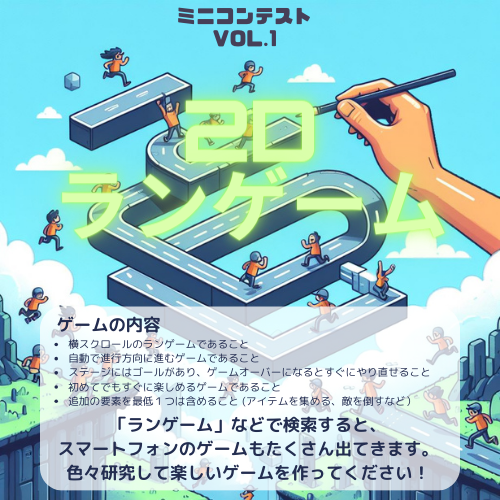 ミニコンテスト
VOL.1
2D
ランゲーム
ゲームの内容
• 横スクロールのランゲームであること
• 自動で進行方向に進むゲームであること
• ステージにはゴールがあり、ゲームオーバーになるとすぐにやり直せること
• 初めてでもすぐに楽しめるゲームであること
• 追加の要素を最低１つは含めること (アイテムを集める、敵を倒すなど）
「ランゲーム」などで検索すると、
スマートフォンのゲームもたくさん出てきます。
色々研究して楽しいゲームを作ってください！